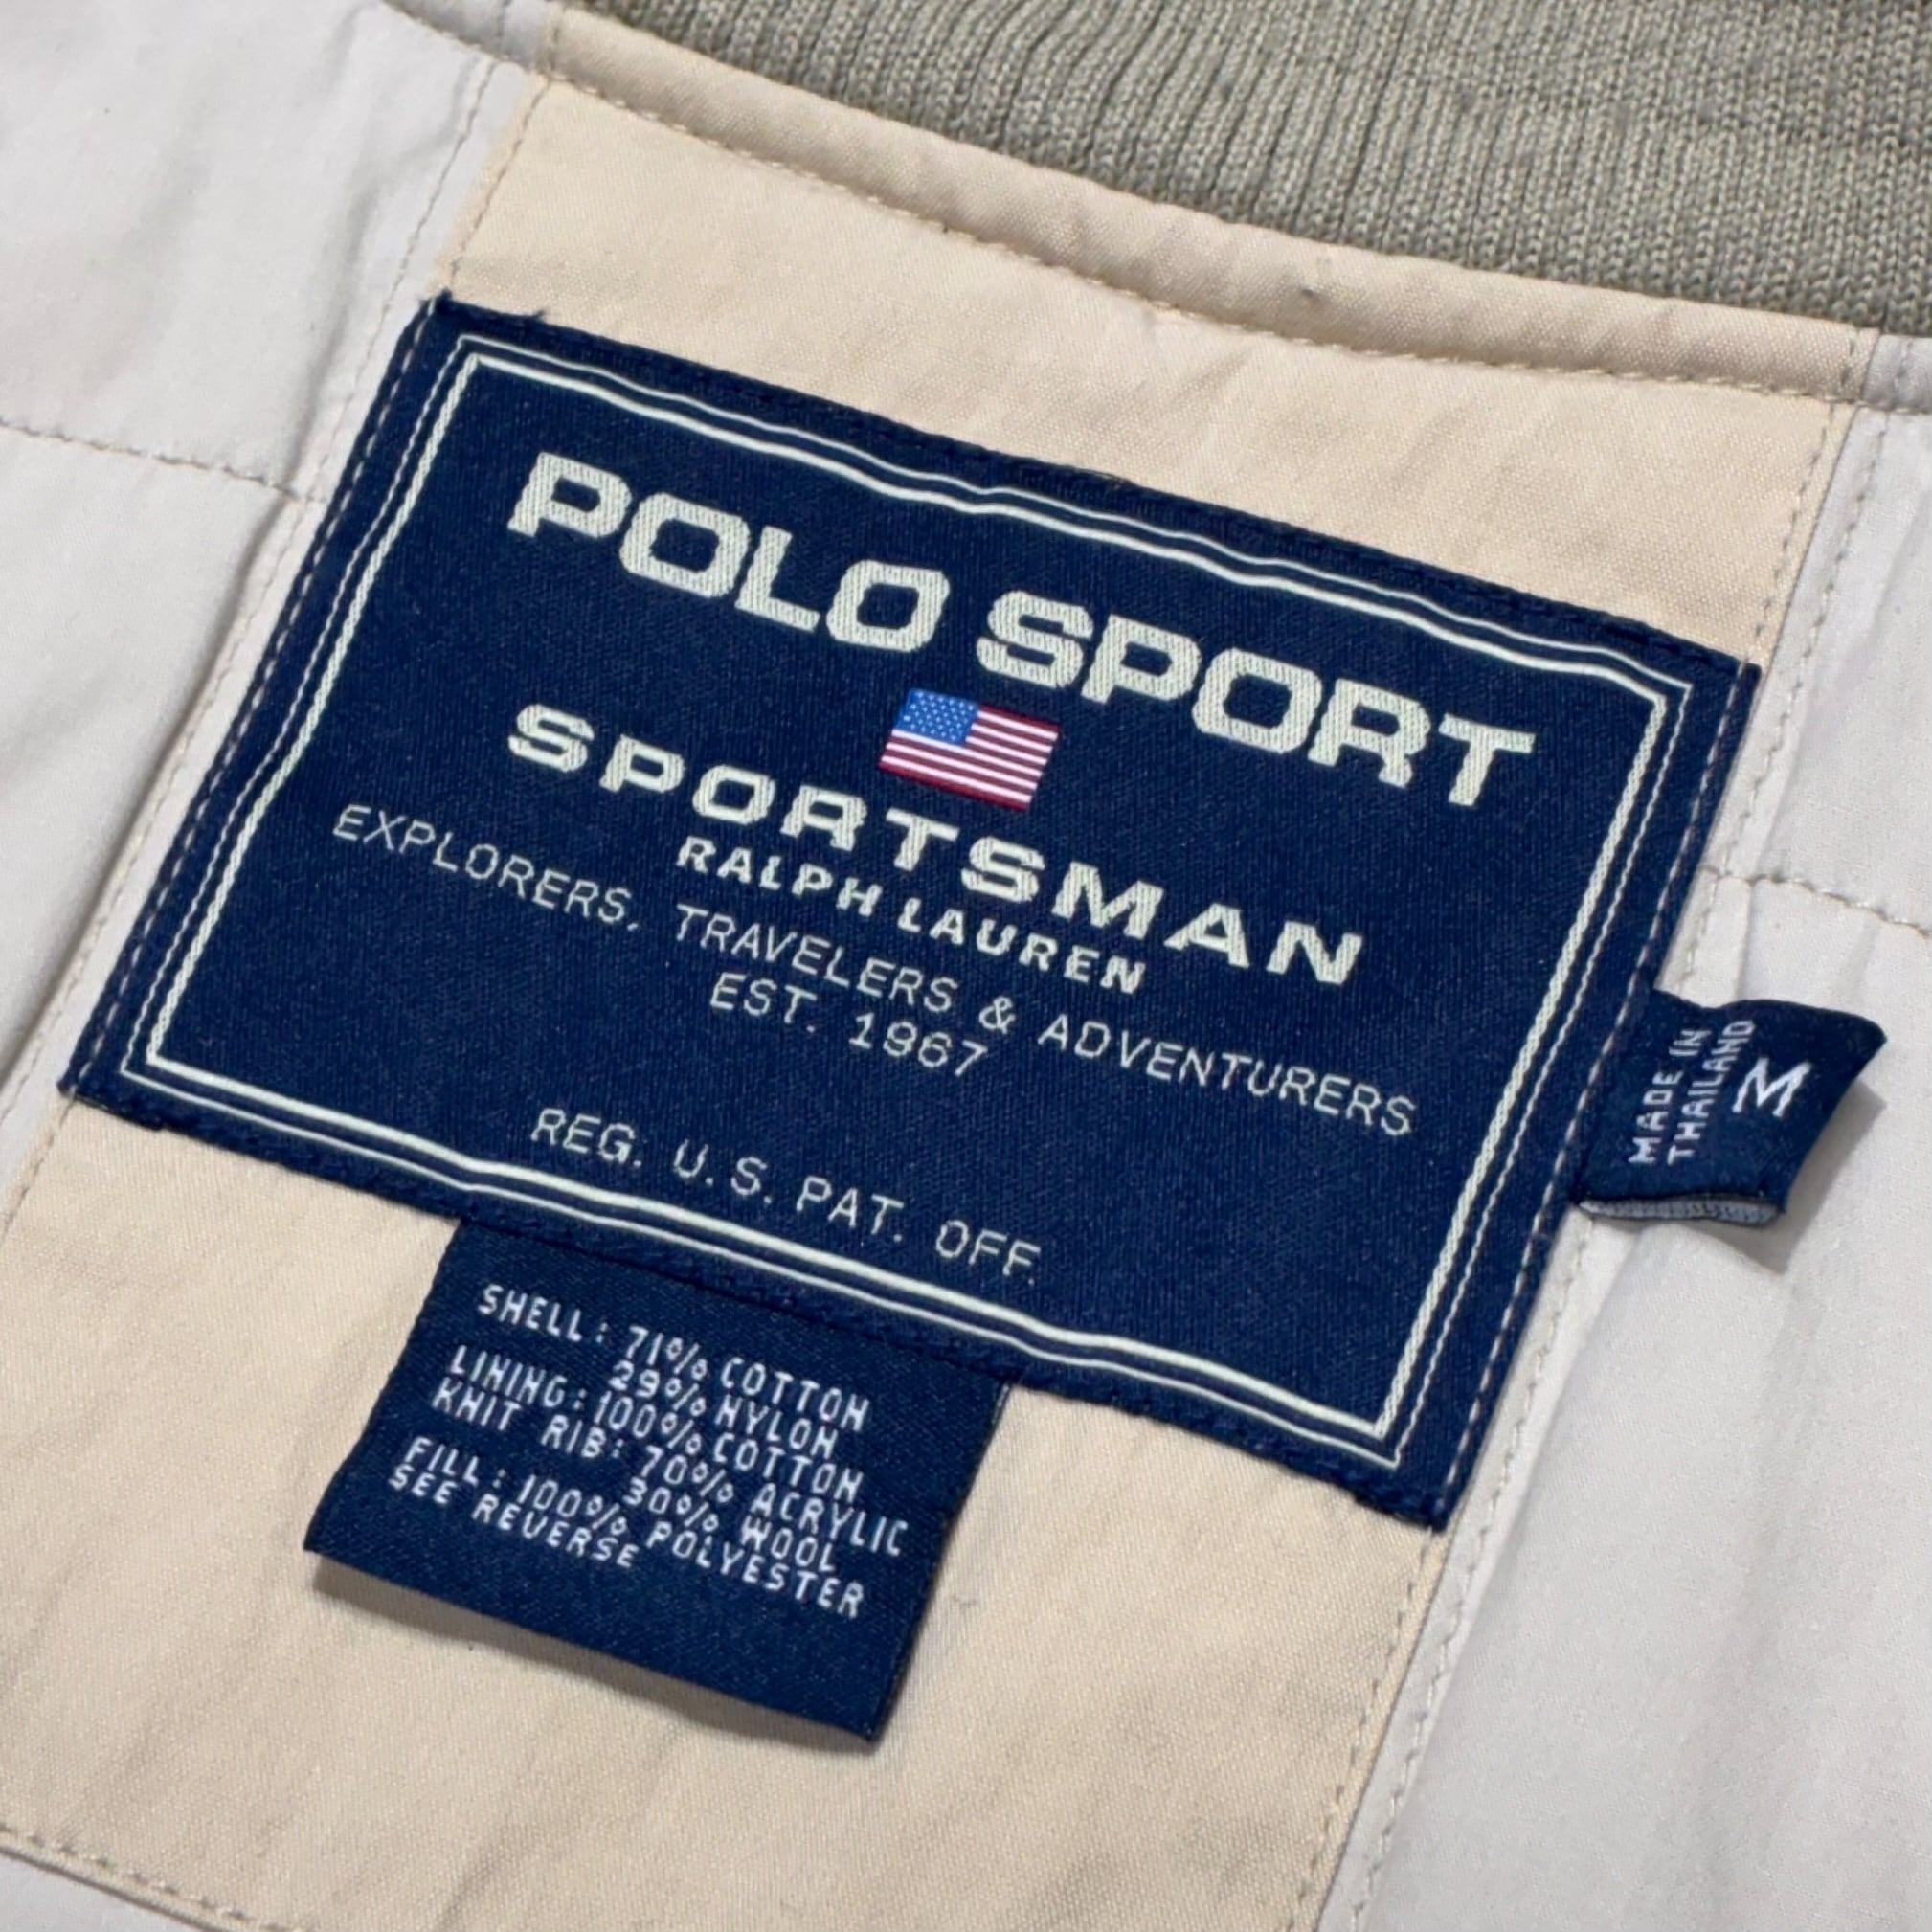 POLO SPORT
SPORTSMAN
RALPH LAUREN
EXPLORERS, TRAVELERS & ADVENTURERS
EST. 1967
REG. U.S. PAT. OFF.
MADE IN
THAILAND
M
SHELL: 71% COTTON
29% NYLON
LINING: 100% COTTON
KNIT RIB: 70% ACRYLIC
30% WOOL
FILL: 100% POLYESTER
SEE REVERSE